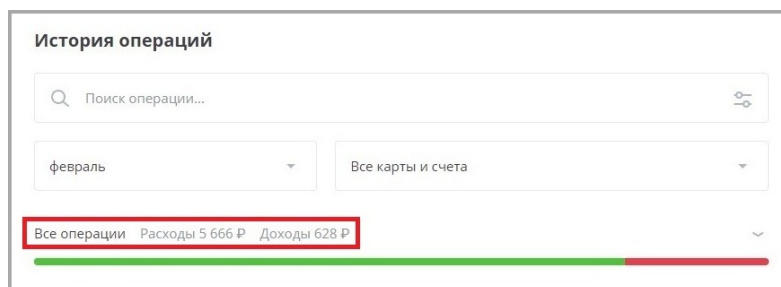 История операций
Поиск операции...
февраль
Все карты и счета
Все операции Расходы 5 666 ₽ Доходы 628 ₽